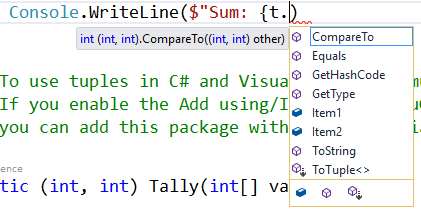 Console.WriteLine($"Sum: {t.)
int (int, int).CompareTo((int, int) other)
CompareTo
Equals
GetHashCode
GetType
Item1
Item2
ToString
ToTuple<>
To use tuples in C# and Visua
If you enable the Add using/I
you can add this package with
ence
tic (int, int) Tally(int[] va